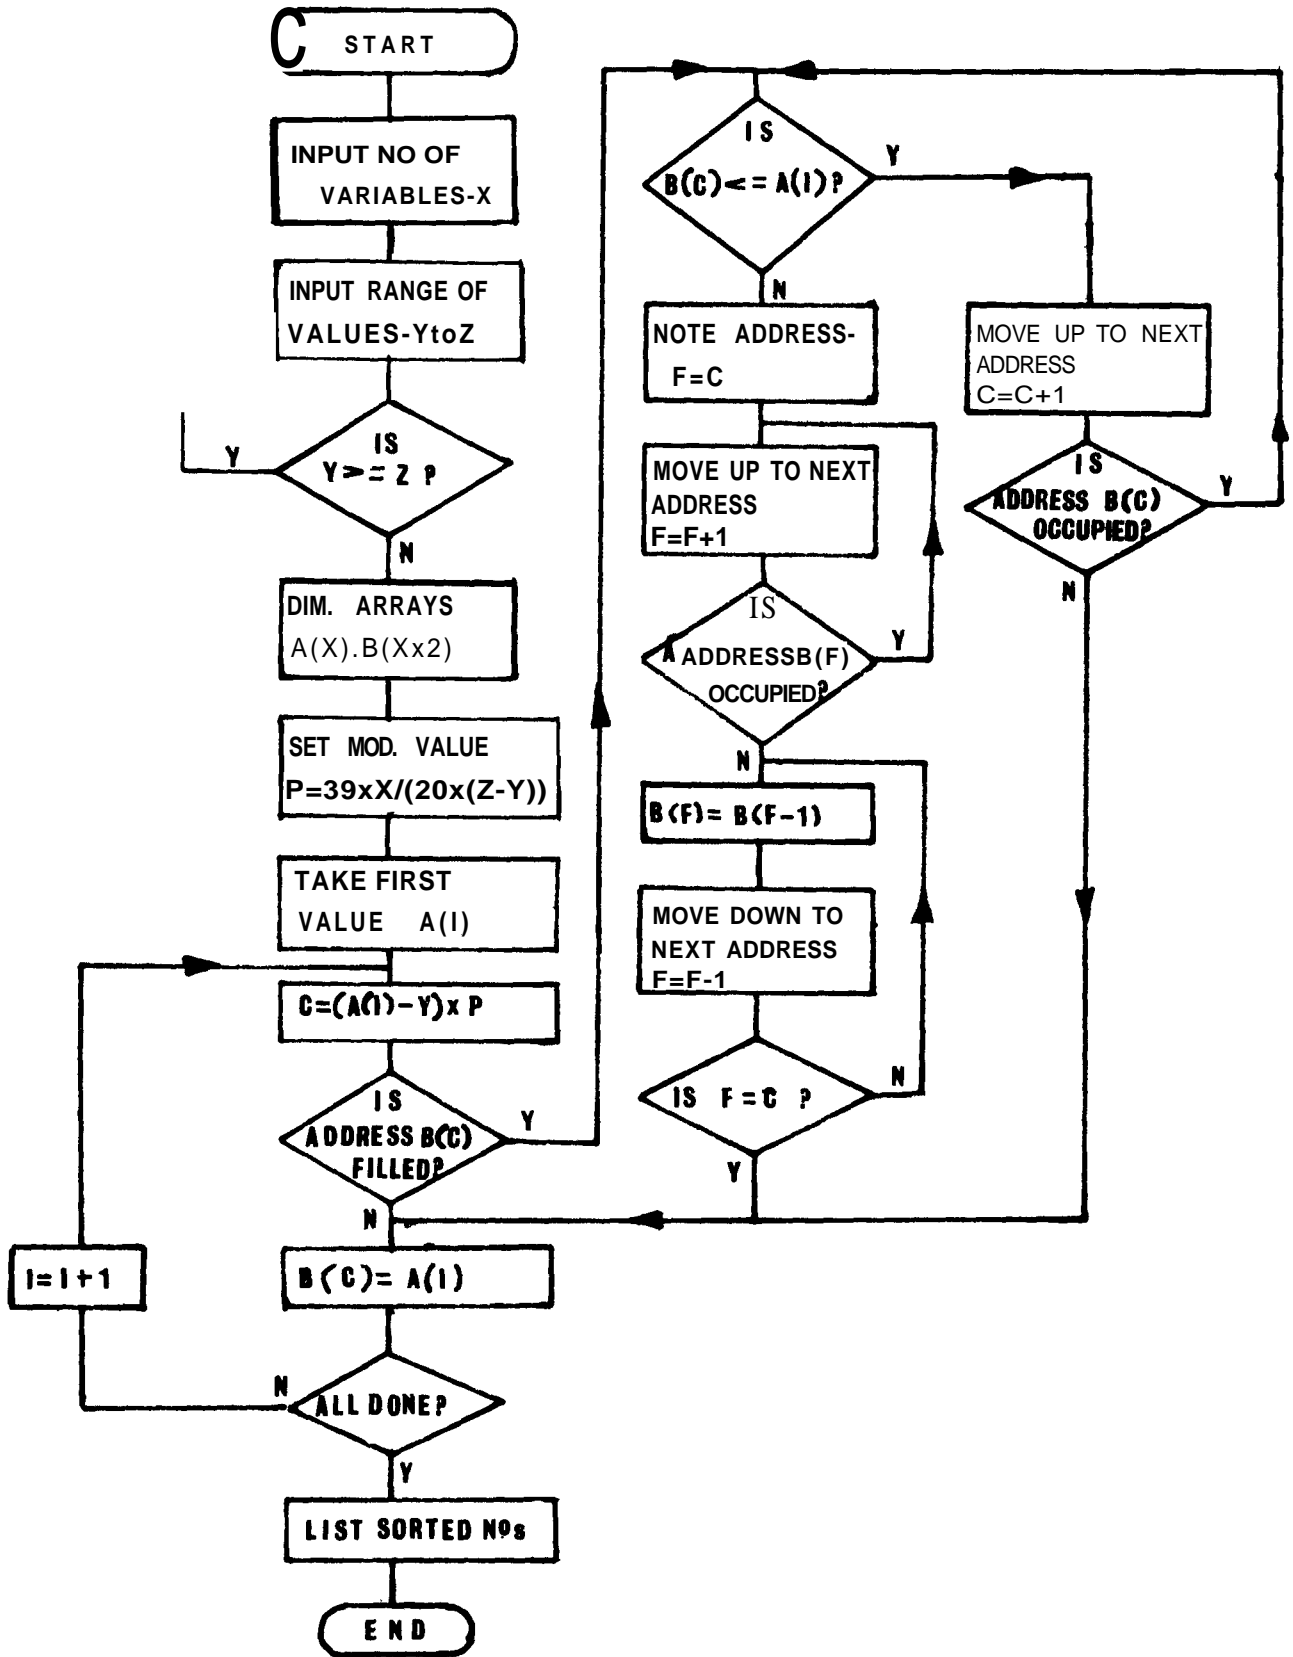 START
INPUT NO OF
VARIABLES-X
INPUT RANGE OF
VALUES-YtoZ
IS
Y>=Z ?
Y
N
DIM. ARRAYS
A(X).B(Xx2)
SET MOD. VALUE
P=39xX/(20x(Z-Y))
TAKE FIRST
VALUE A(I)
C=(A(I)-Y)x P
IS
ADDRESS B(C)
FILLED?
Y
N
B(C)= A(I)
I=I+1
ALL DONE?
N
Y
LIST SORTED Nos
END
IS
B(C)<= A(I)?
Y
N
NOTE ADDRESS-
F=C
MOVE UP TO NEXT
ADDRESS
F=F+1
IS
A ADDRESSB(F)
OCCUPIED?
Y
N
B(F)= B(F-1)
MOVE DOWN TO
NEXT ADDRESS
F=F-1
IS F=C ?
N
Y
MOVE UP TO NEXT
ADDRESS
C=C+1
IS
ADDRESS B(C)
OCCUPIED?
Y
N